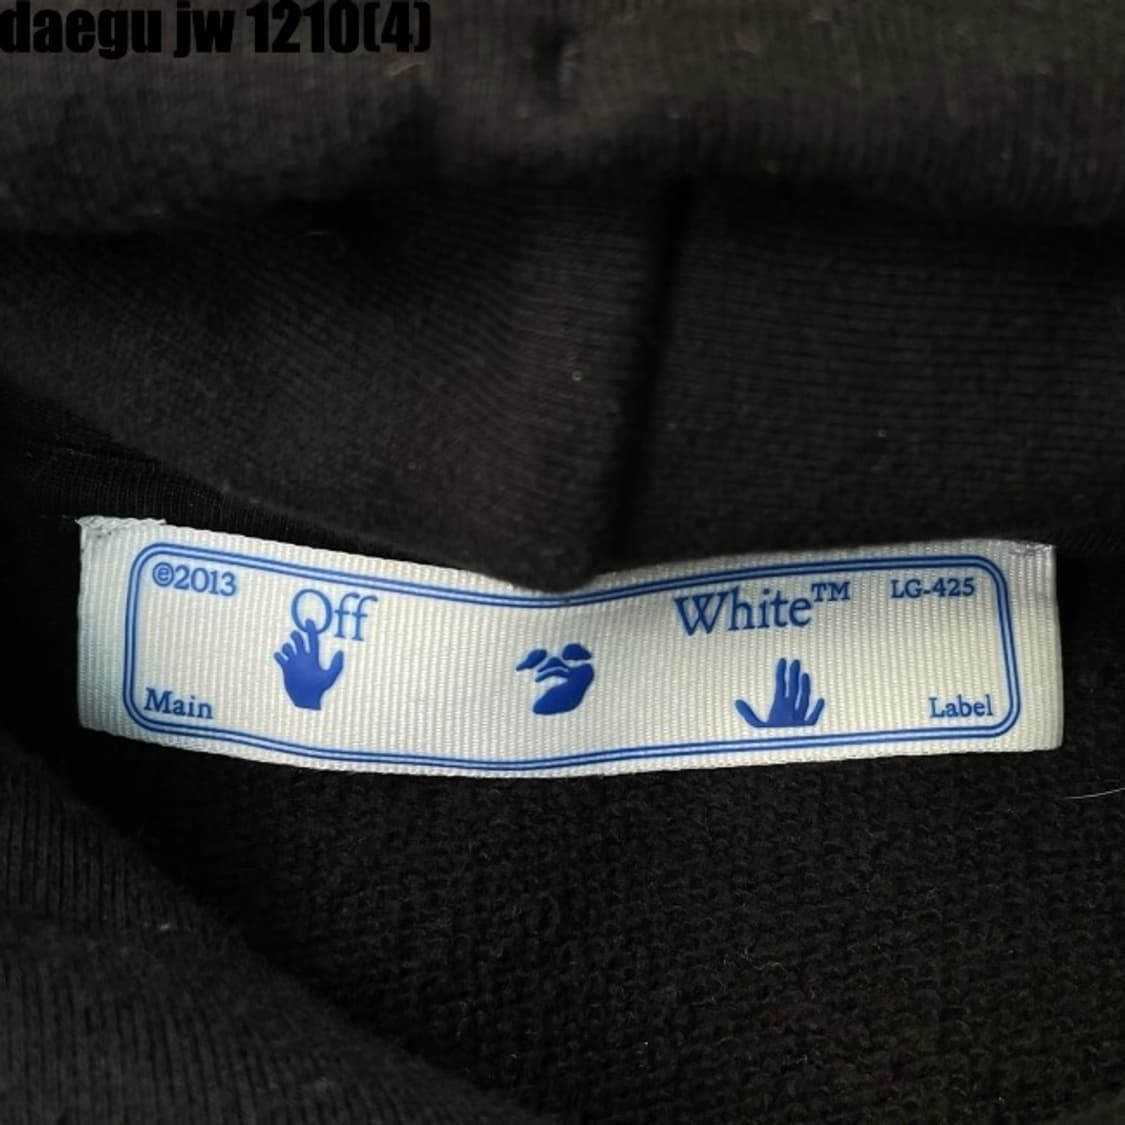 daegu jw 1210(4)
©2013
Off
White™
LG-425
Main
Label